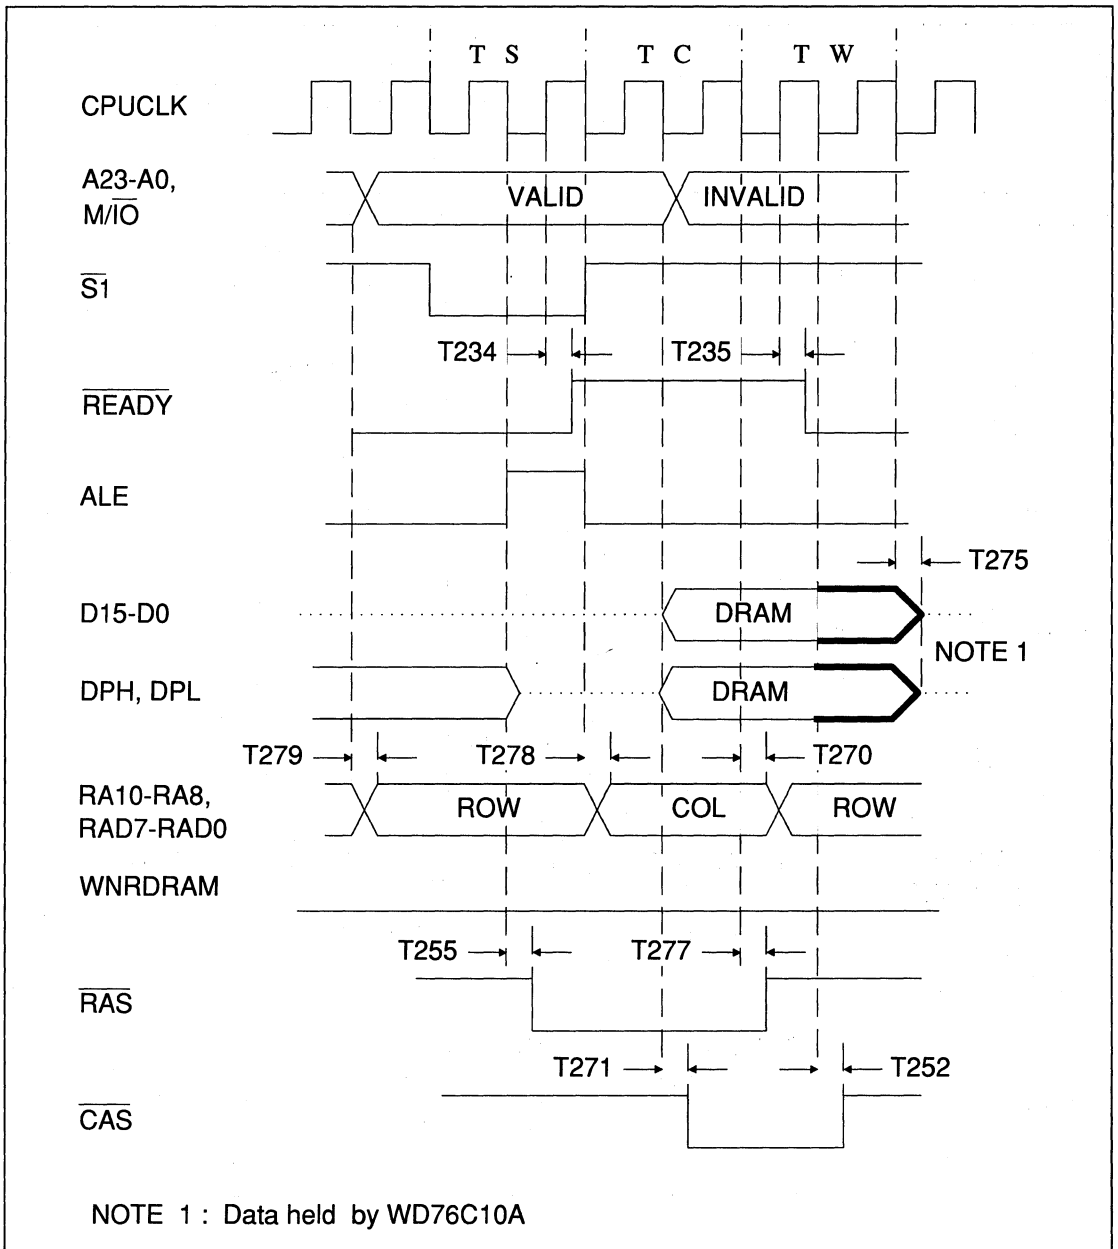 T S T C T W
CPUCLK
A23-A0,
M/IO
VALID INVALID
S1
T234 T235
READY
ALE
T275
D15-D0 DRAM
NOTE 1
DPH, DPL DRAM
T279 T278 T270
RA10-RA8,
RAD7-RAD0
ROW COL ROW
WNRDRAM
T255 T277
RAS
T271 T252
CAS
NOTE 1 : Data held by WD76C10A